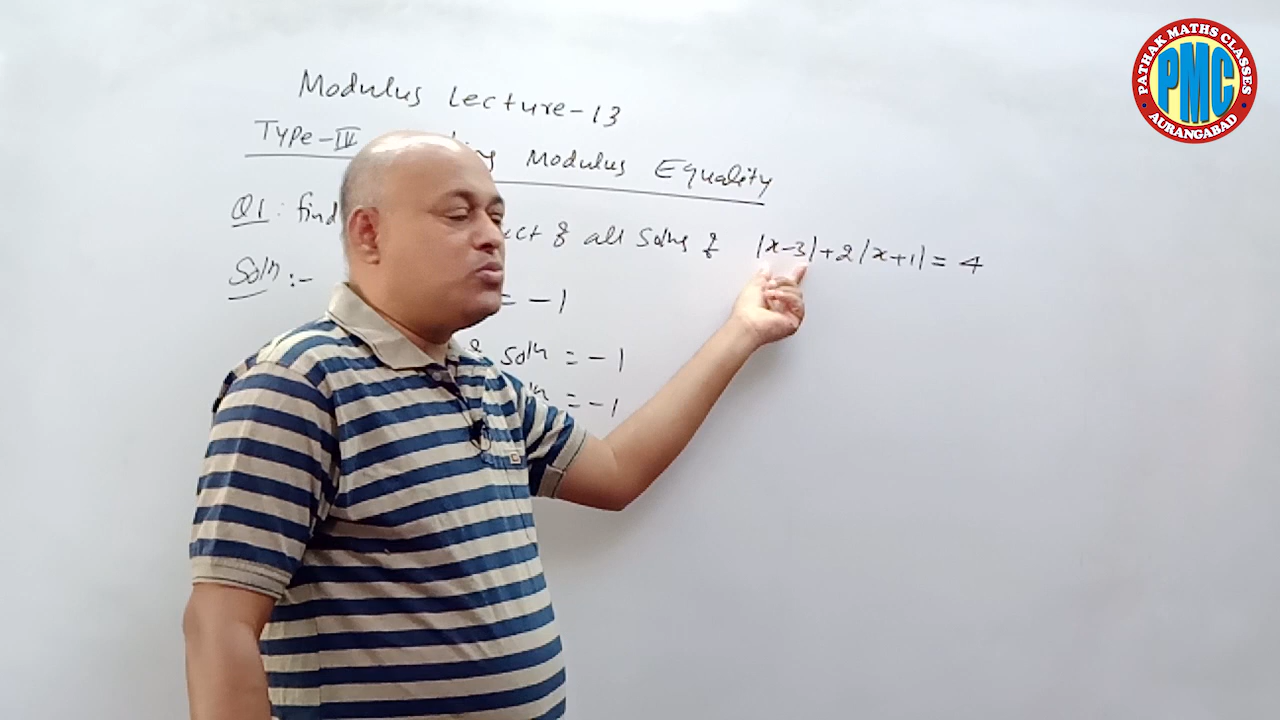 Modulus Lecture-13
Type-III Modulus Equality
Q1: find all Solns of |x-3|+2|x+1| = 4
Soln :- = -1
soln = -1
= -1
PATHAK MATHS CLASSES
PMC
AURANGABAD